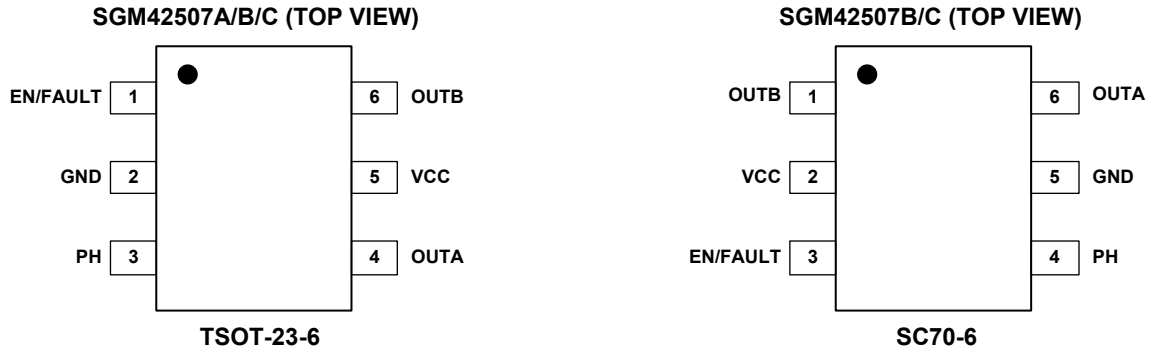 SGM42507A/B/C (TOP VIEW)
EN/FAULT 1
6 OUTB
GND 2
5 VCC
PH 3
4 OUTA
TSOT-23-6
SGM42507B/C (TOP VIEW)
OUTB 1
6 OUTA
VCC 2
5 GND
EN/FAULT 3
4 PH
SC70-6